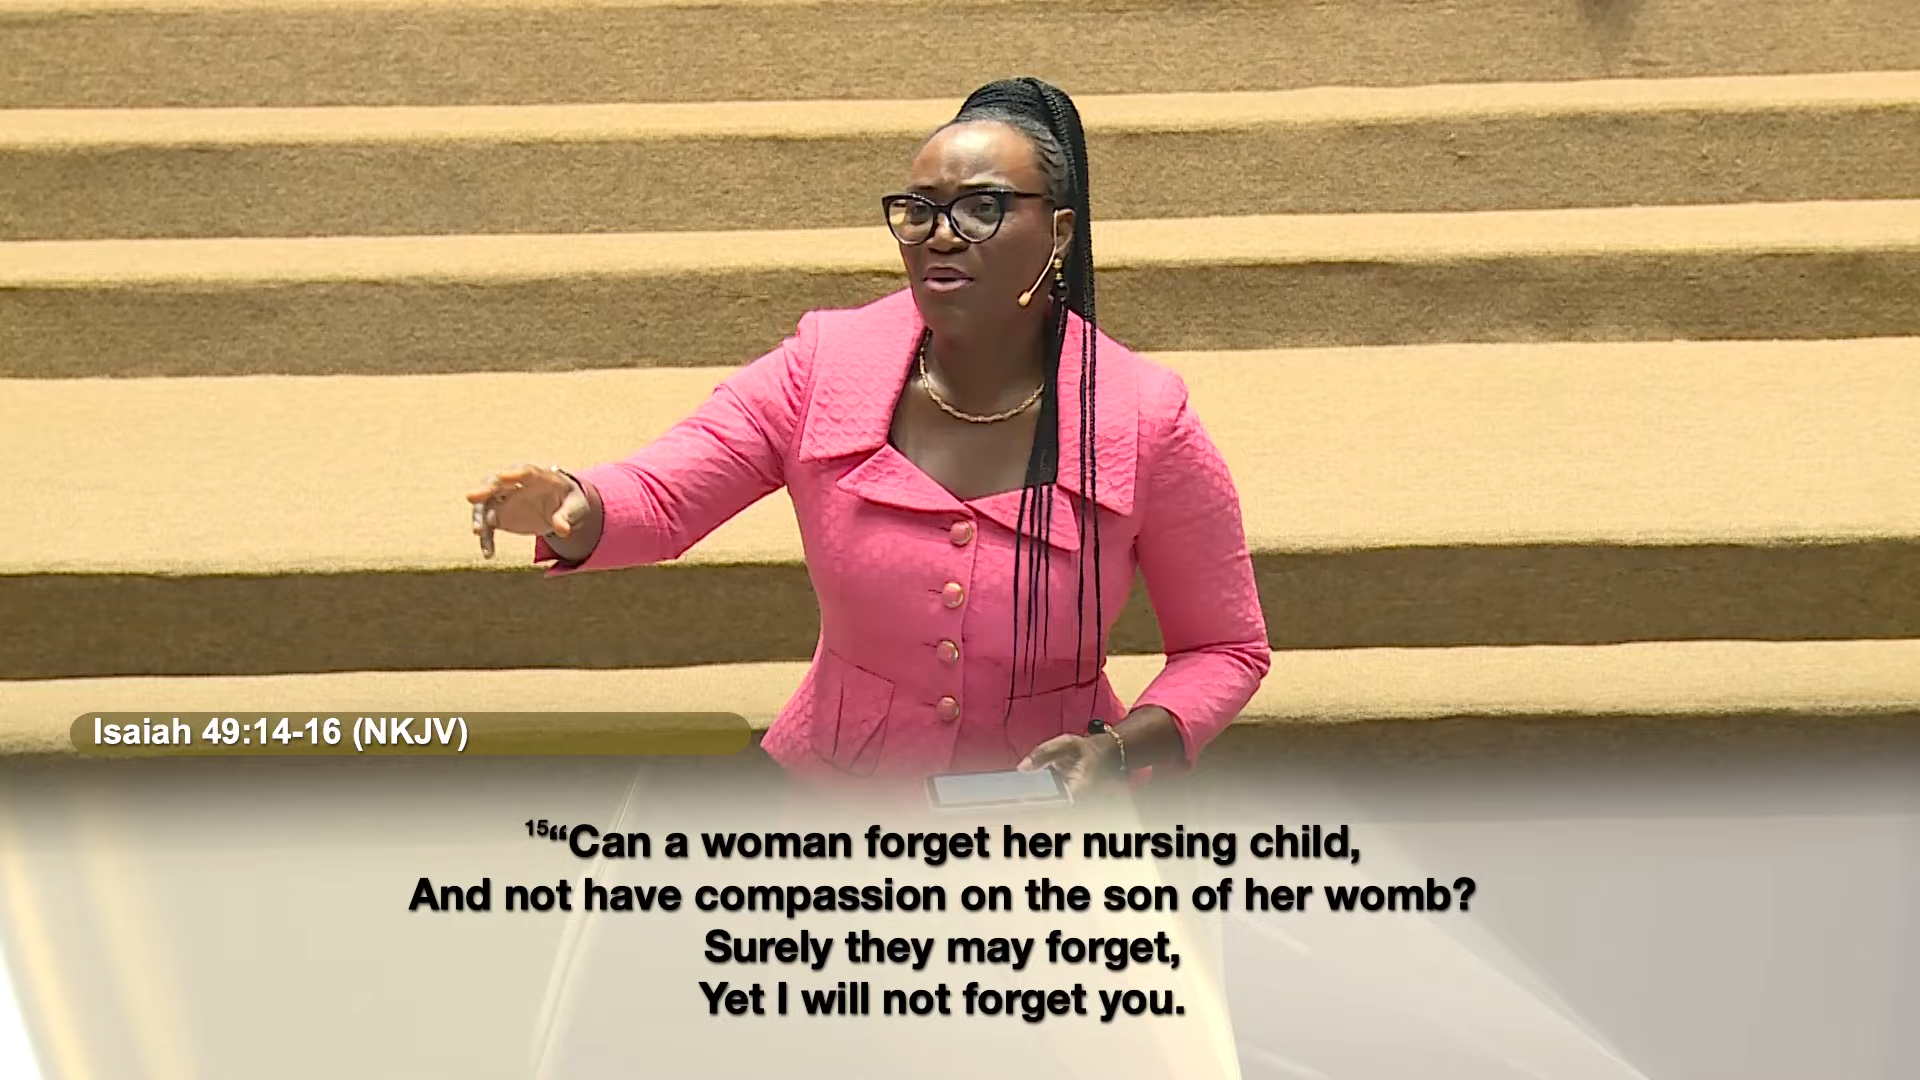 Isaiah 49:14-16 (NKJV)
15“Can a woman forget her nursing child,
And not have compassion on the son of her womb?
Surely they may forget,
Yet I will not forget you.